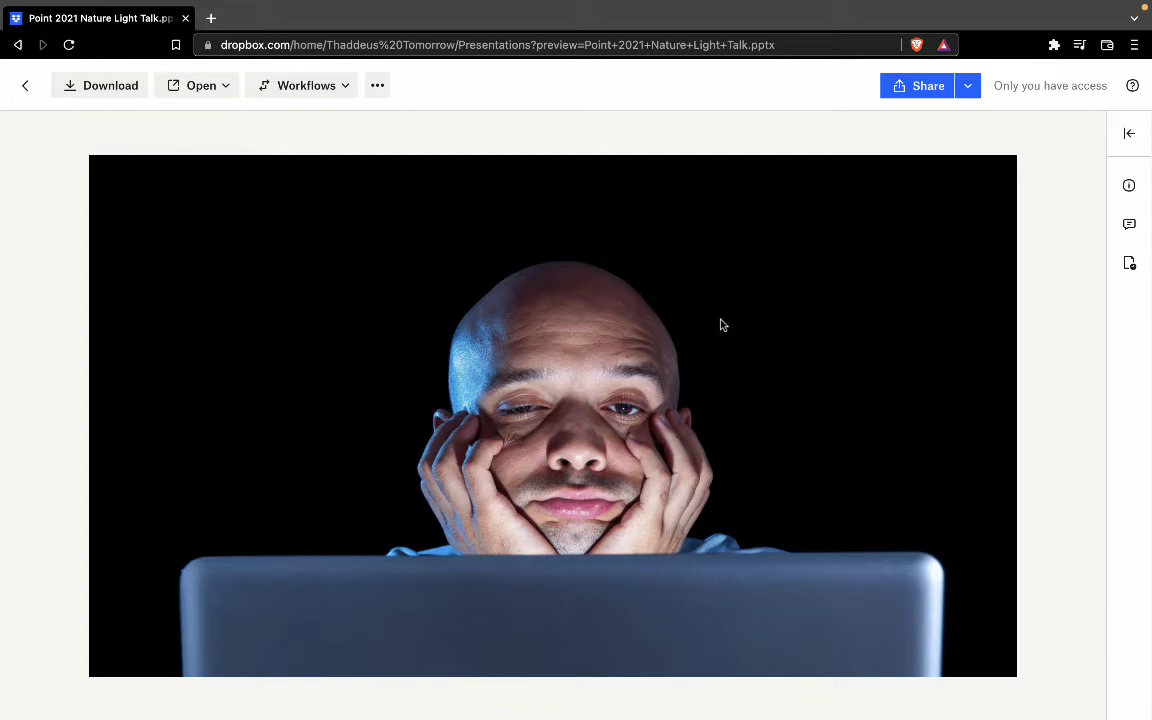 Point 2021 Nature Light Talk.pp
dropbox.com/home/Thaddeus%20Tomorrow/Presentations?preview=Point+2021+Nature+Light+Talk.pptx
Download Open Workflows Share Only you have access